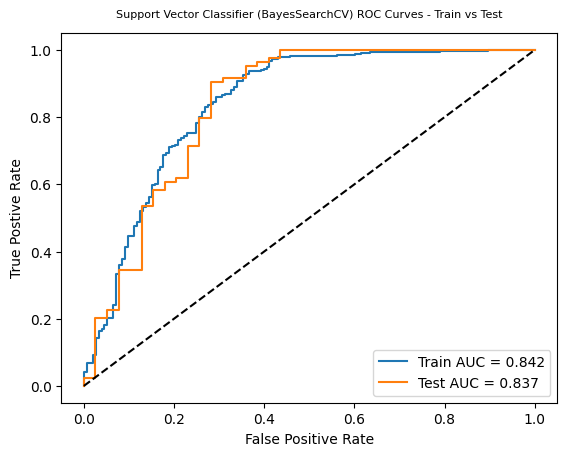 Support Vector Classifier (BayesSearchCV) ROC Curves - Train vs Test
True Postive Rate
1.0
0.8
0.6
0.4
0.2
0.0
Train AUC = 0.842
Test AUC = 0.837
0.0 0.2 0.4 0.6 0.8 1.0
False Positive Rate